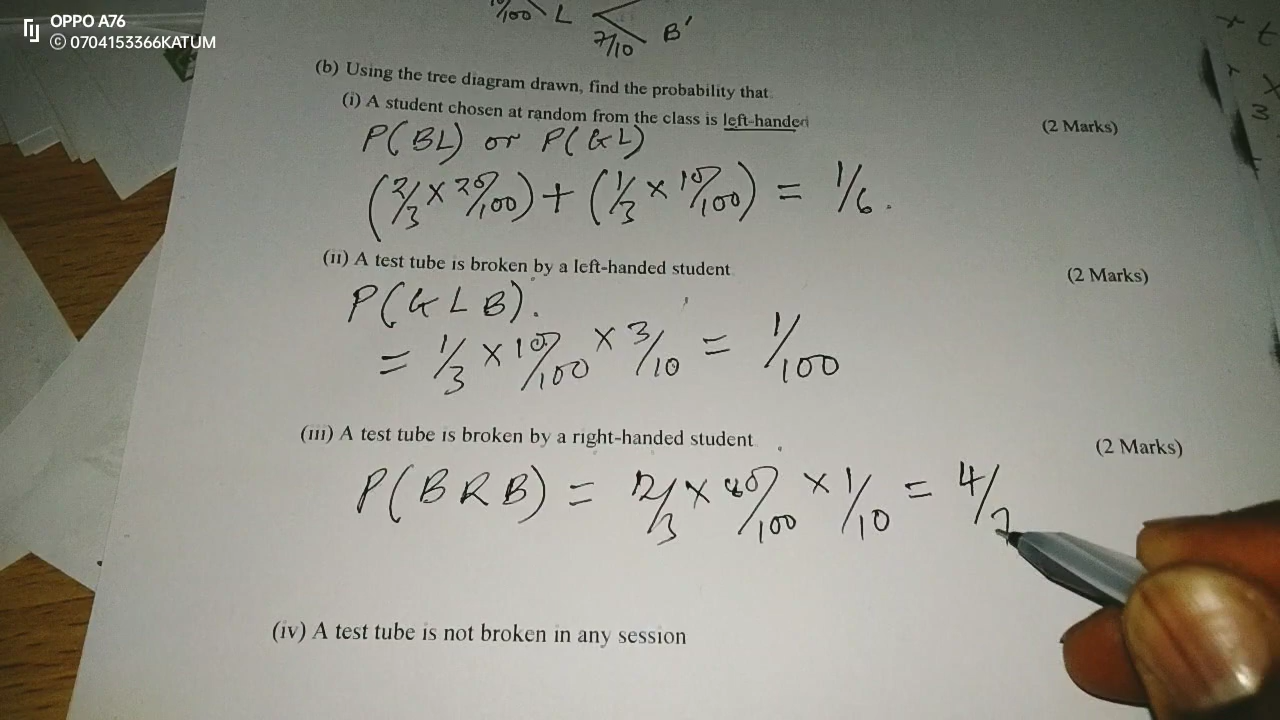 OPPO A76
© 0704153366KATUM
10/100 L
7/10 B'
(b) Using the tree diagram drawn, find the probability that
(i) A student chosen at random from the class is left-handed (2 Marks)
P(BL) or P(GL)
(2/3 × 20/100) + (1/3 × 10/100) = 1/6.
(ii) A test tube is broken by a left-handed student (2 Marks)
P(GLB).
= 1/3 × 10/100 × 3/10 = 1/100
(iii) A test tube is broken by a right-handed student (2 Marks)
P(BRB) = 2/3 × 80/100 × 1/10 = 4/7
(iv) A test tube is not broken in any session